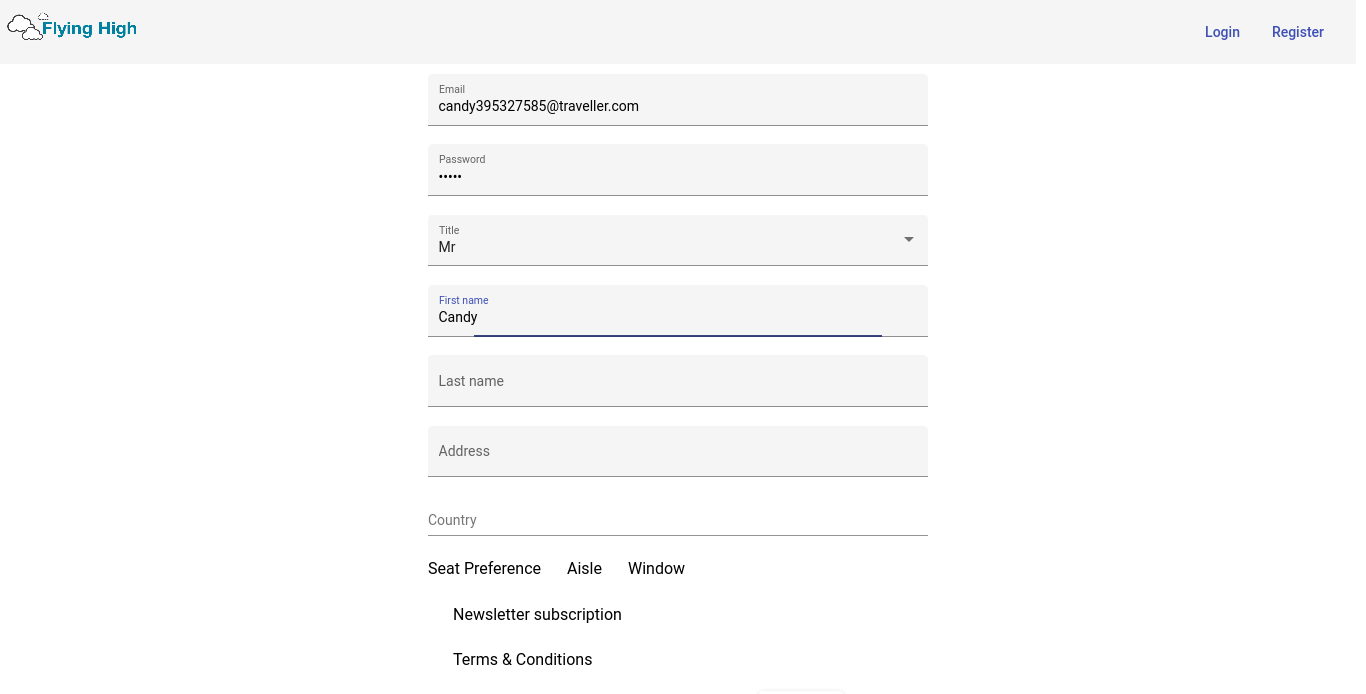 Flying High
Login Register
Email
candy395327585@traveller.com
Password
•••••
Title
Mr
First name
Candy
Last name
Address
Country
Seat Preference Aisle Window
Newsletter subscription
Terms & Conditions